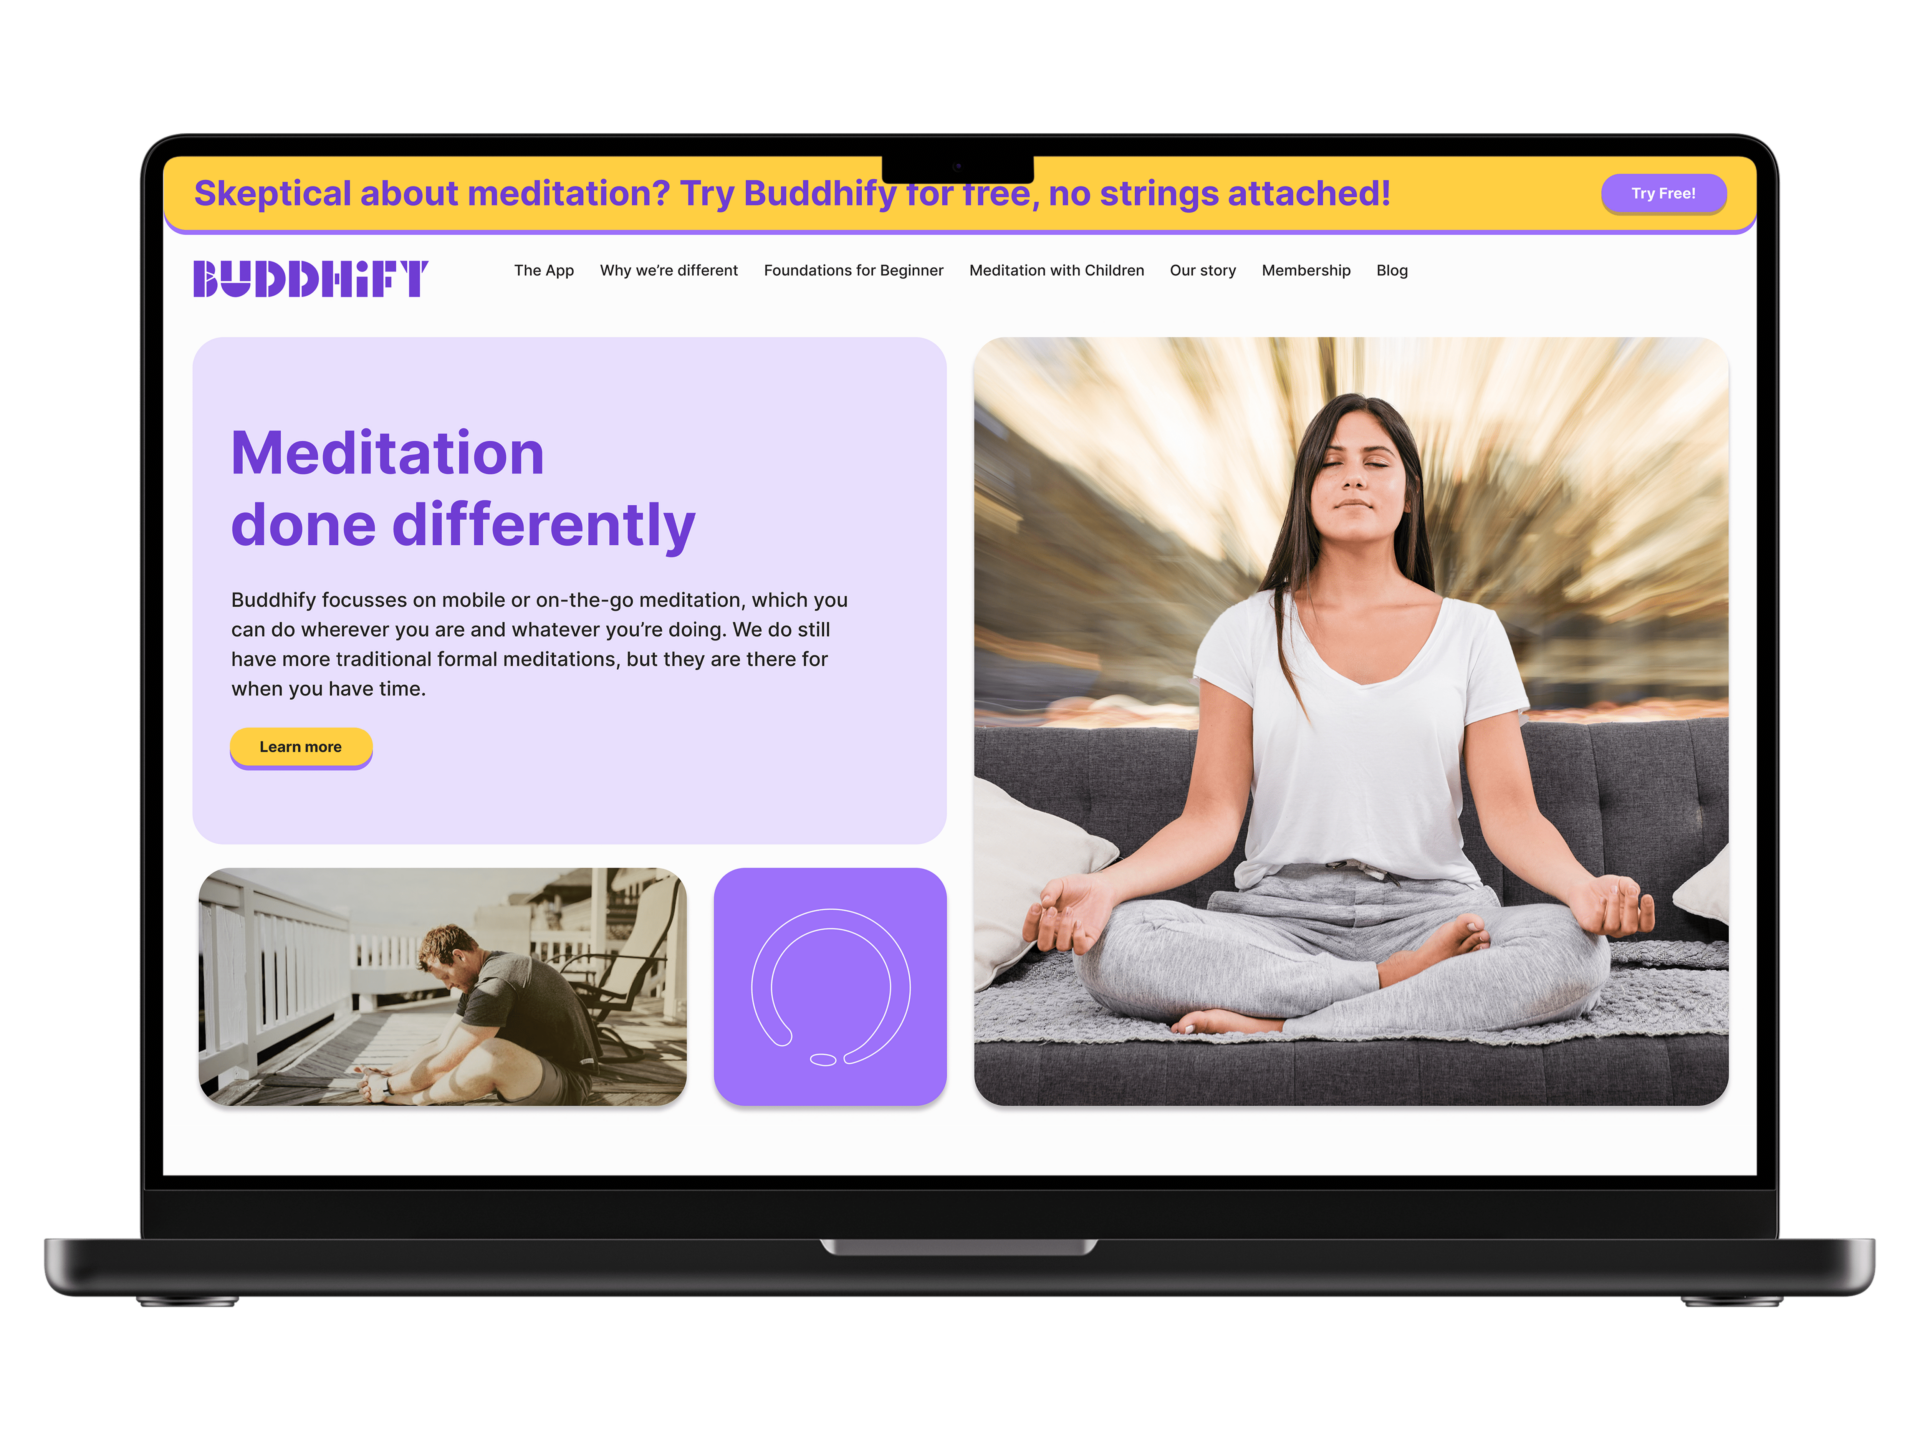 Skeptical about meditation? Try Buddhify for free, no strings attached!
Try Free!
BUDDHiFT
The App Why we're different Foundations for Beginner Meditation with Children Our story Membership Blog
Meditation
done differently
Buddhify focusses on mobile or on-the-go meditation, which you
can do wherever you are and whatever you're doing. We do still
have more traditional formal meditations, but they are there for
when you have time.
Learn more